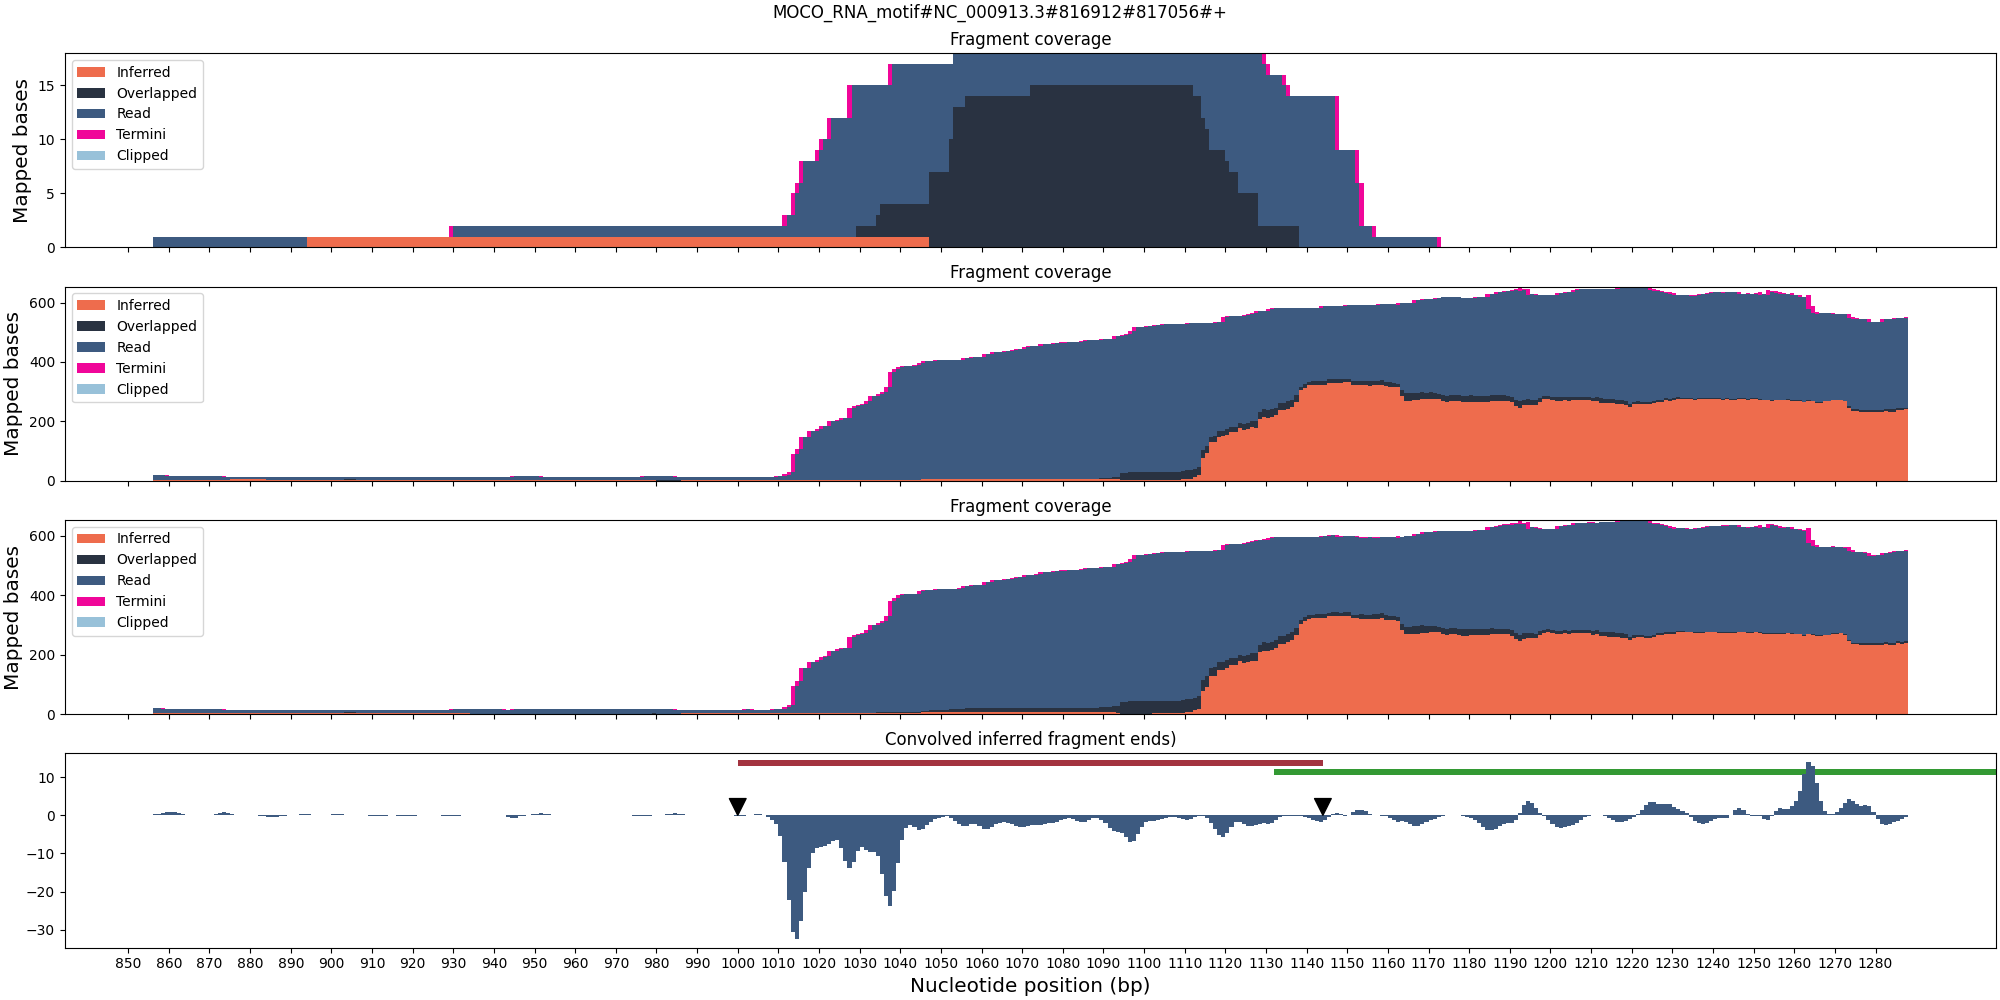 MOCO_RNA_motif#NC_000913.3#816912#817056#+
Fragment coverage
Mapped bases
15
10
5
0
Inferred
Overlapped
Read
Termini
Clipped
Fragment coverage
Mapped bases
600
400
200
0
Inferred
Overlapped
Read
Termini
Clipped
Fragment coverage
Mapped bases
600
400
200
0
Inferred
Overlapped
Read
Termini
Clipped
Convolved inferred fragment ends)
10
0
−10
−20
−30
850 860 870 880 890 900 910 920 930 940 950 960 970 980 990 1000 1010 1020 1030 1040 1050 1060 1070 1080 1090 1100 1110 1120 1130 1140 1150 1160 1170 1180 1190 1200 1210 1220 1230 1240 1250 1260 1270 1280
Nucleotide position (bp)